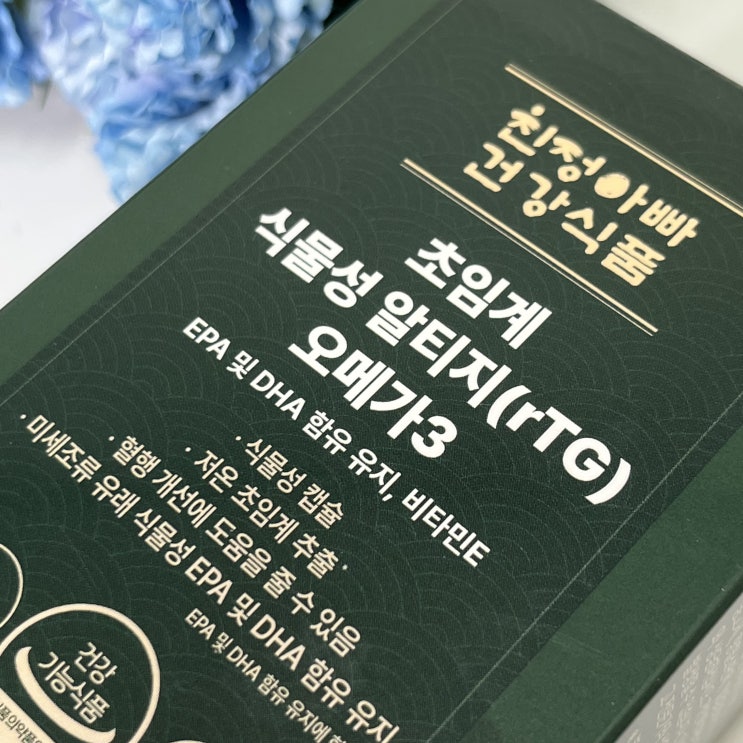 친정아빠
건강식품
초임계
식물성 알티지(rTG)
오메가3
EPA 및 DHA 함유 유지, 비타민E
· 식물성 캡슐
· 저온 초임계 추출 ·
· 혈행 개선에 도움을 줄 수 있음
· 미세조류 유래 식물성 EPA 및 DHA 함유 유지
EPA 및 DHA 함유 유지에 한
건강
기능식품